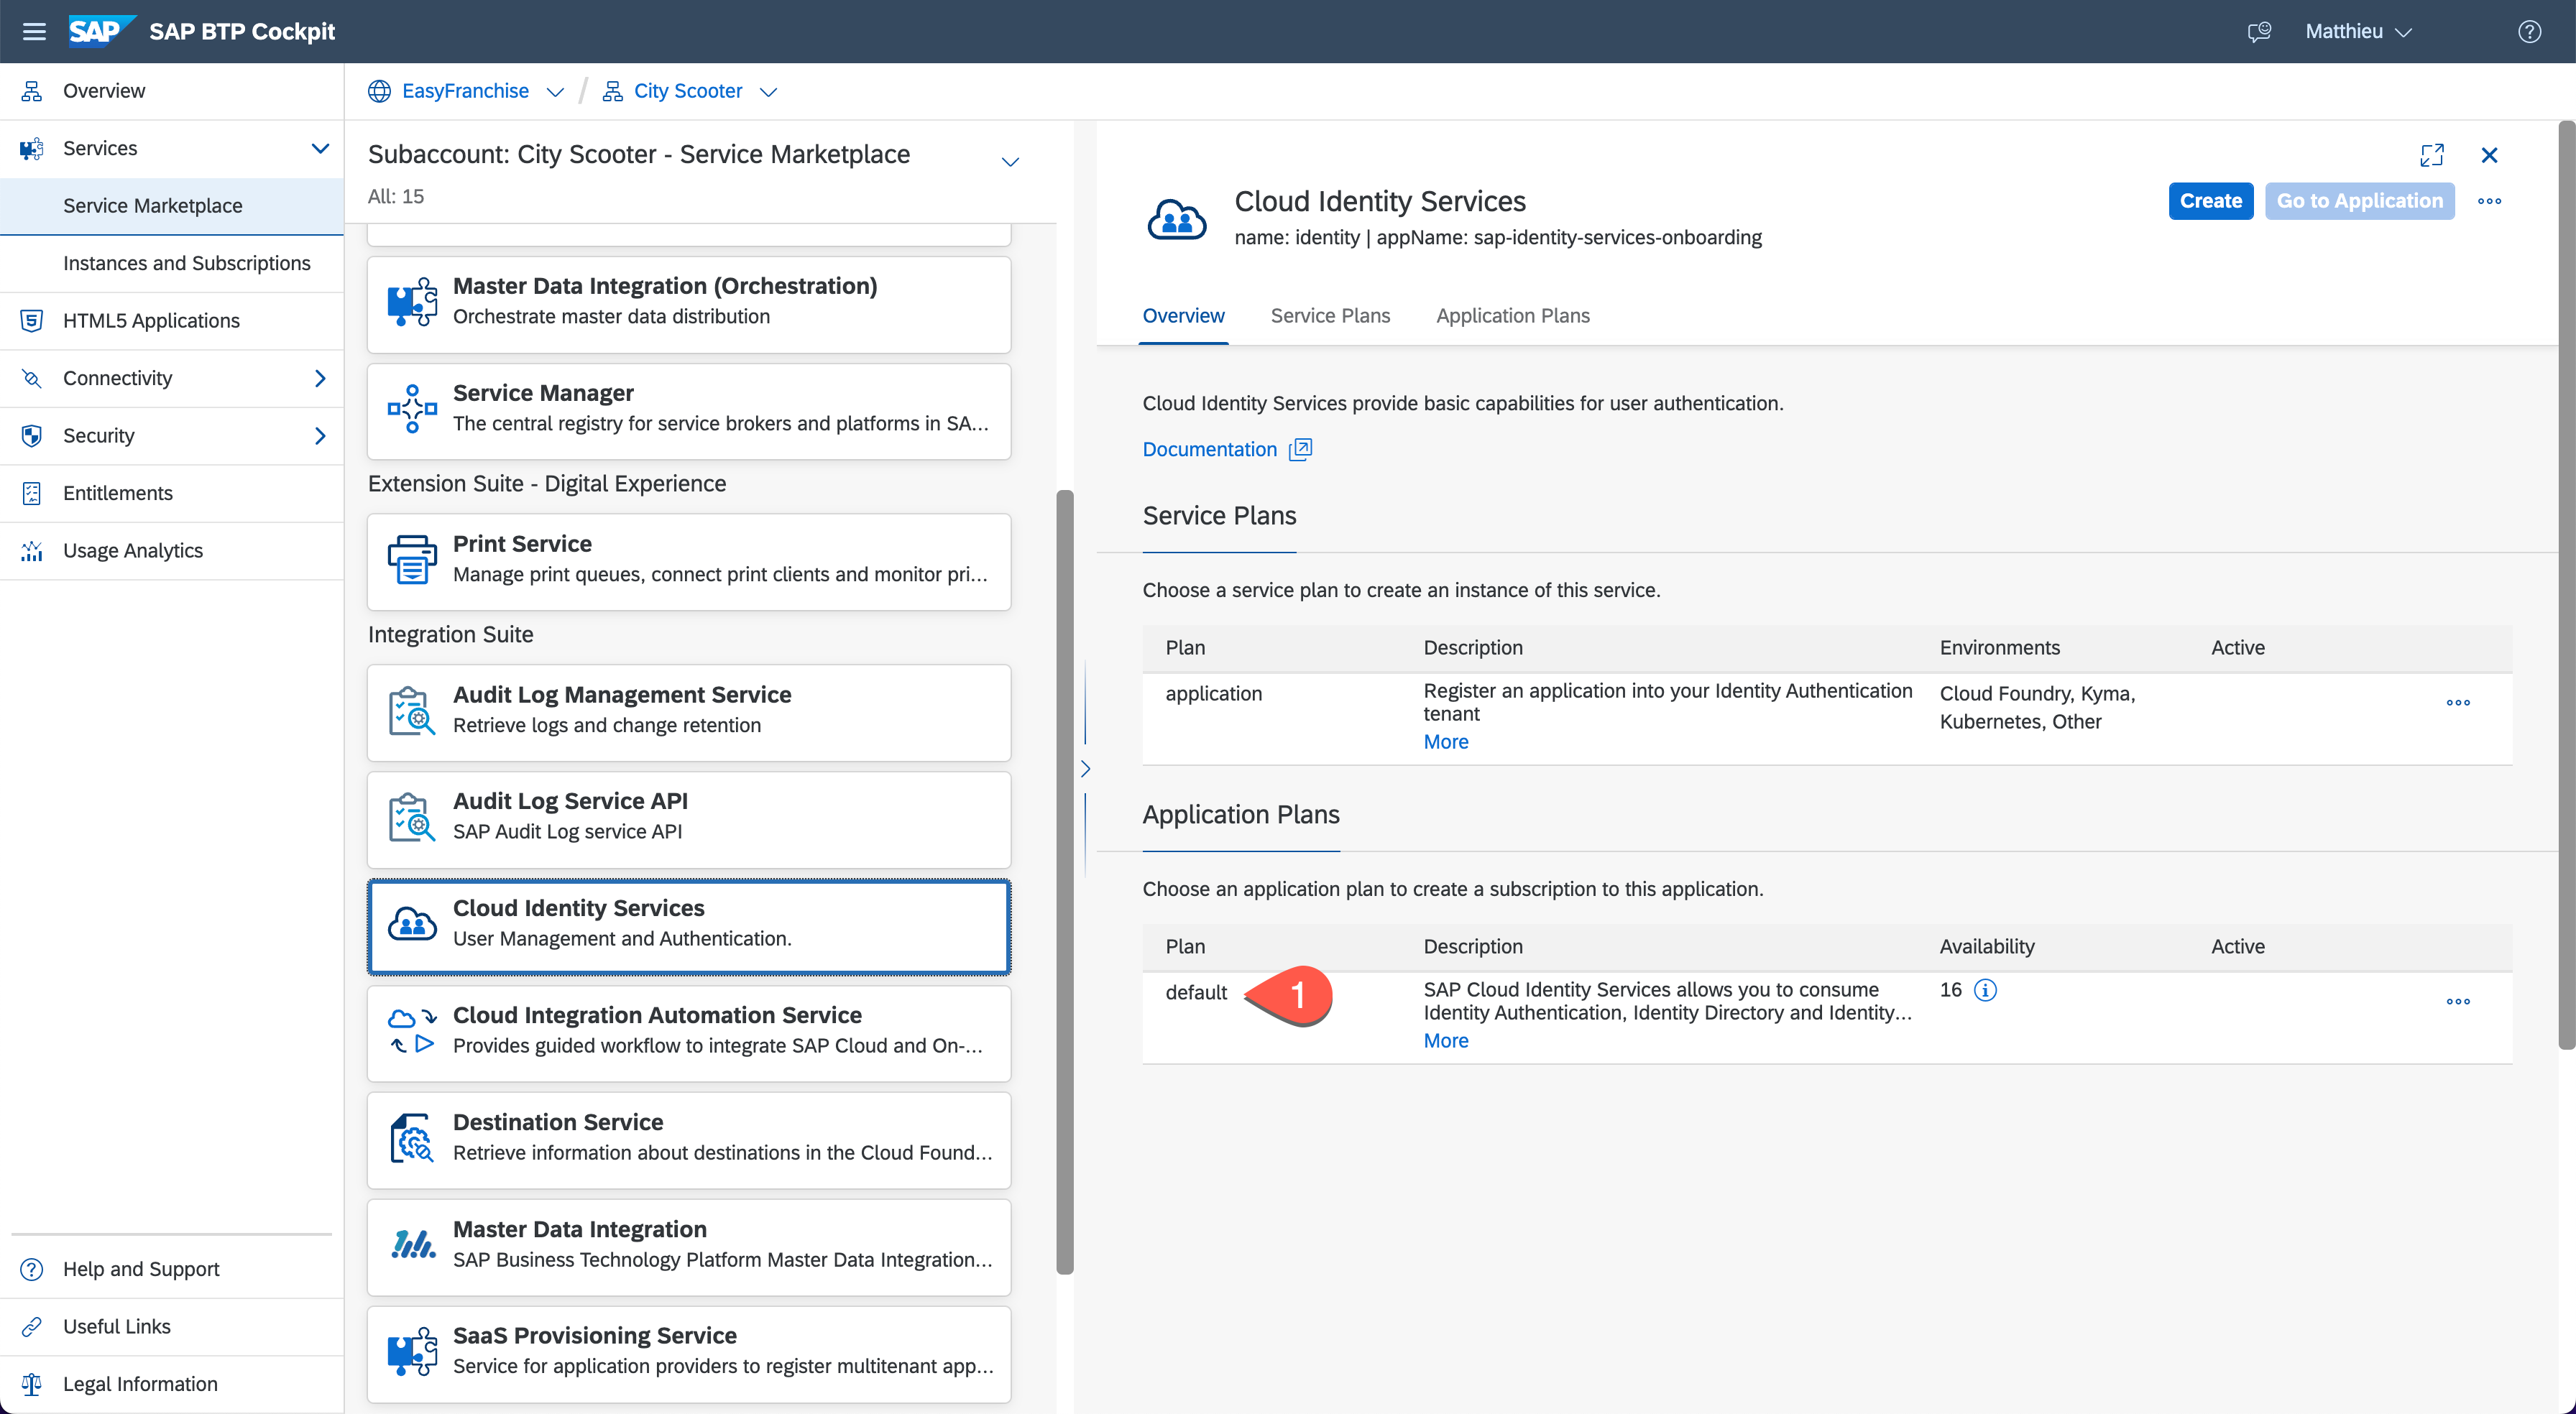 SAP SAP BTP Cockpit
Matthieu
Overview
Services
Service Marketplace
Instances and Subscriptions
HTML5 Applications
Connectivity
Security
Entitlements
Usage Analytics
Help and Support
Useful Links
Legal Information
EasyFranchise / City Scooter
Subaccount: City Scooter - Service Marketplace
All: 15
Master Data Integration (Orchestration)
Orchestrate master data distribution
Service Manager
The central registry for service brokers and platforms in SA...
Extension Suite - Digital Experience
Print Service
Manage print queues, connect print clients and monitor pri...
Integration Suite
Audit Log Management Service
Retrieve logs and change retention
Audit Log Service API
SAP Audit Log service API
Cloud Identity Services
User Management and Authentication.
Cloud Integration Automation Service
Provides guided workflow to integrate SAP Cloud and On-...
Destination Service
Retrieve information about destinations in the Cloud Found...
Master Data Integration
SAP Business Technology Platform Master Data Integration...
SaaS Provisioning Service
Service for application providers to register multitenant app...
Cloud Identity Services
name: identity | appName: sap-identity-services-onboarding
Create
Go to Application
Overview Service Plans Application Plans
Cloud Identity Services provide basic capabilities for user authentication.
Documentation
Service Plans
Choose a service plan to create an instance of this service.
Plan Description Environments Active
application
Register an application into your Identity Authentication
tenant
More
Cloud Foundry, Kyma,
Kubernetes, Other
Application Plans
Choose an application plan to create a subscription to this application.
Plan Description Availability Active
default
1
SAP Cloud Identity Services allows you to consume
Identity Authentication, Identity Directory and Identity...
More
16